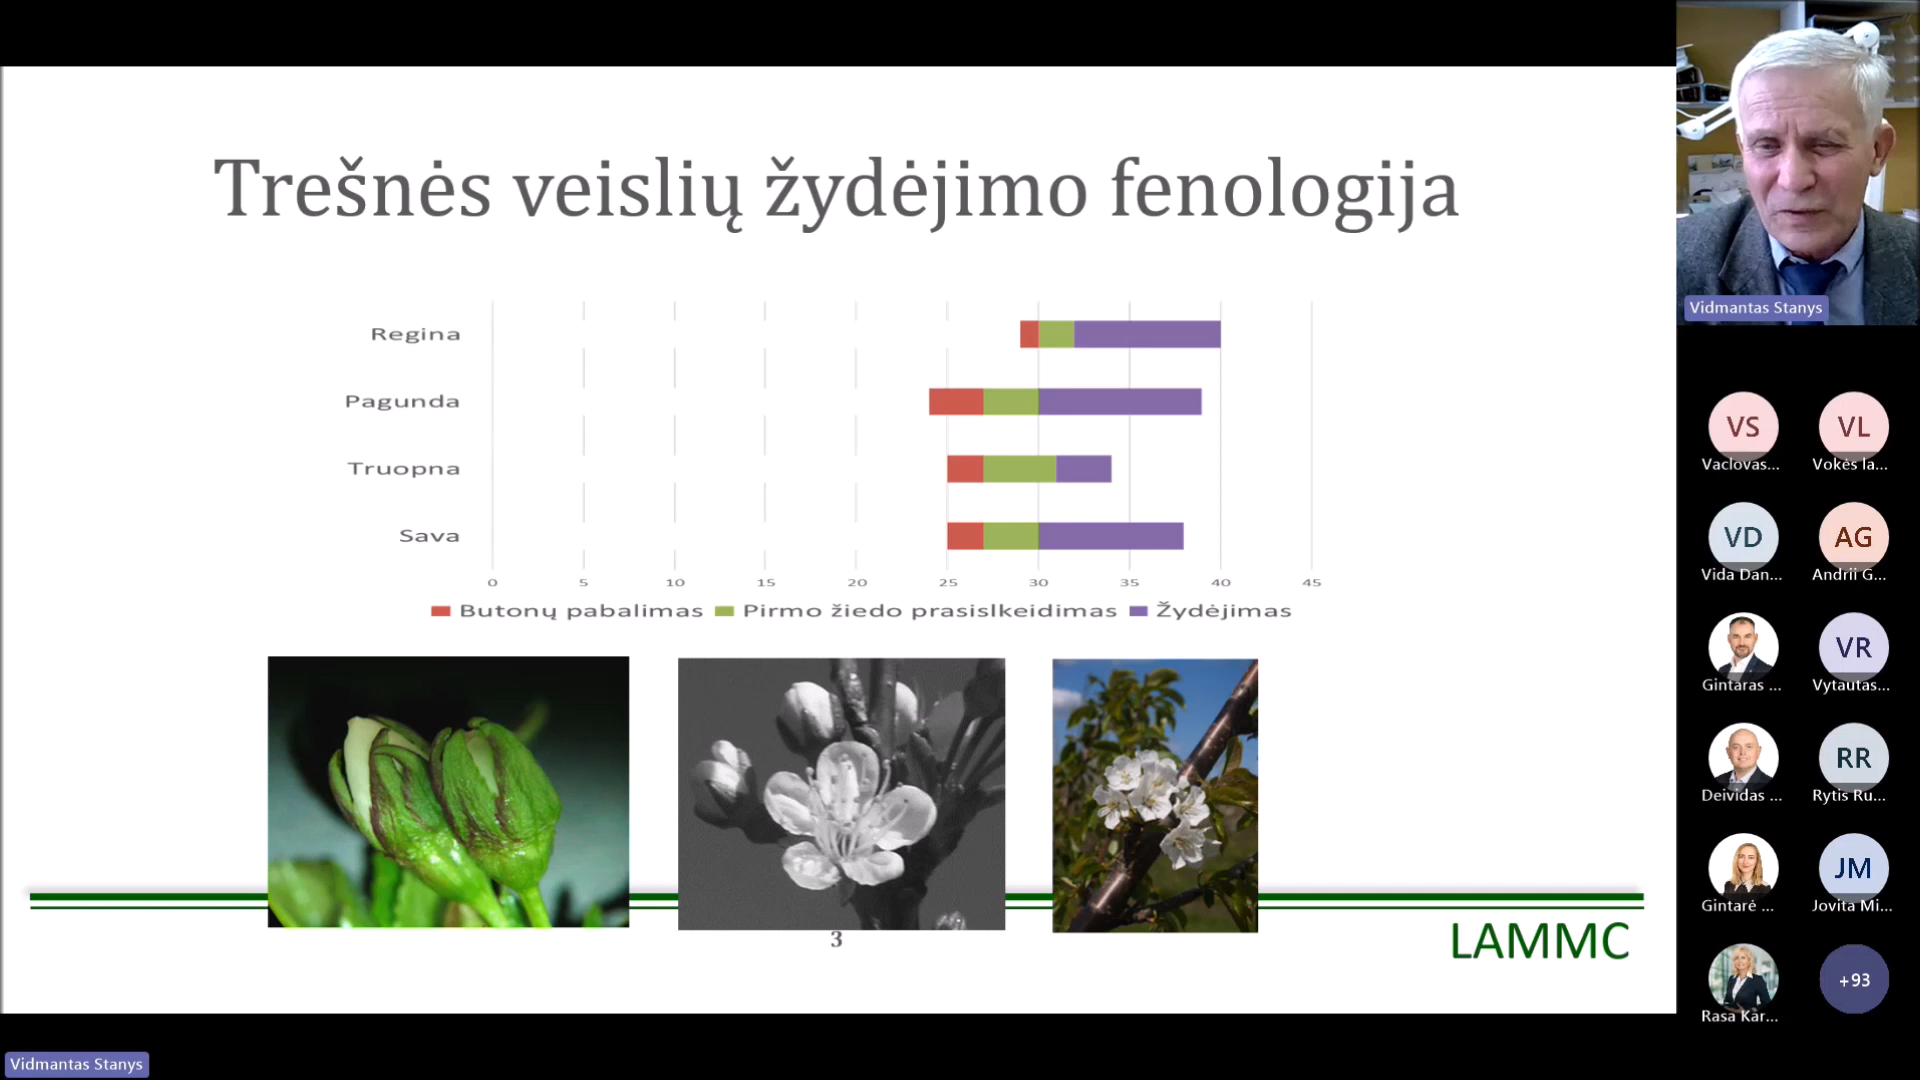 Trešnės veislių žydėjimo fenologija
Regina
Pagunda
Truopna
Sava
0 5 10 15 20 25 30 35 40 45
Butonų pabalimas Pirmo žiedo prasislkeidimas Žydėjimas
3
LAMMC
Vidmantas Stanys
VS VL
Vaclovas... Vokės la...
VD AG
Vida Dan... Andrii G...
VR
Gintaras ... Vytautas...
RR
Deividas ... Rytis Ru...
JM
Gintarė ... Jovita Mi...
+93
Rasa Kar...
Vidmantas Stanys